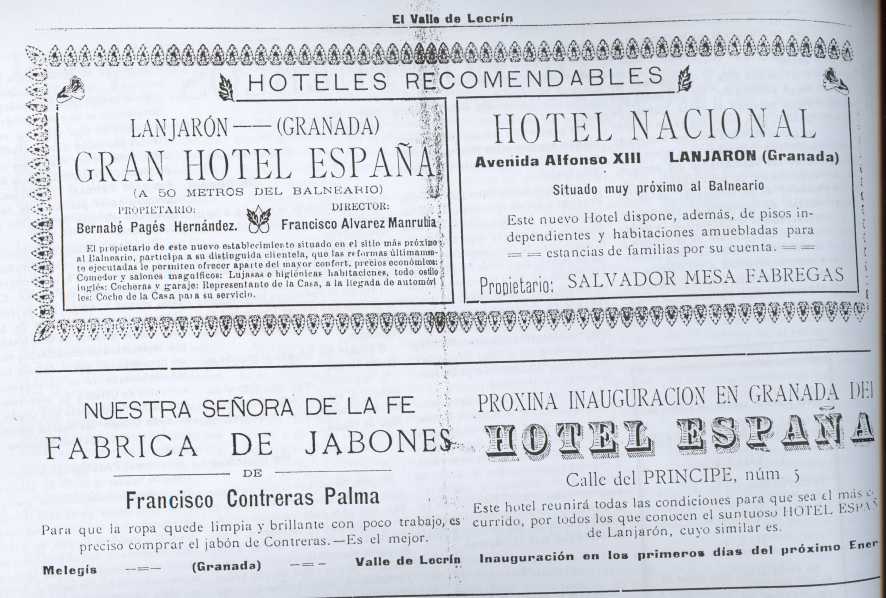 El Valle de Lecrín
HOTELES RECOMENDABLES
LANJARÓN — (GRANADA)
GRAN HOTEL ESPAÑA
(A 50 METROS DEL BALNEARIO)
PROPIETARIO: DIRECTOR:
Bernabé Pagés Hernández. Francisco Alvarez Manrubia
El propietario de este nuevo establecimiento situado en el sitio más próximo
al Balneario, participa a su distinguida clientela, que las reformas últimamen-
te ejecutadas le permiten ofrecer aparte del mayor confort, precios económicos:
Comedor y salones magníficos: Lujosas e higiénicas habitaciones, todo estilo
inglés: Cocheras y garaje: Representante de la Casa, a la llegada de automóvi
les: Coche de la Casa para su servicio.
HOTEL NACIONAL
Avenida Alfonso XIII LANJARON (Granada)
Situado muy próximo al Balneario
Este nuevo Hotel dispone, además, de pisos in-
dependientes y habitaciones amuebladas para
= = estancias de familias por su cuenta. = =
Propietario: SALVADOR MESA FABREGAS
NUESTRA SEÑORA DE LA FE
FABRICA DE JABONES
DE
Francisco Contreras Palma
Para que la ropa quede limpia y brillante con poco trabajo, es
preciso comprar el jabón de Contreras.—Es el mejor.
Melegis —=— (Granada) —=— Valle de Lecrín
PROXINA INAUGURACION EN GRANADA DEL
HOTEL ESPAÑA
Calle del PRINCIPE, núm 5
Este hotel reunirá todas las condiciones para que sea el más
currido, por todos los que conocen el suntuoso HOTEL ESPAÑ
de Lanjarón, cuyo similar es.
Inauguración en los primeros días del próximo Ener